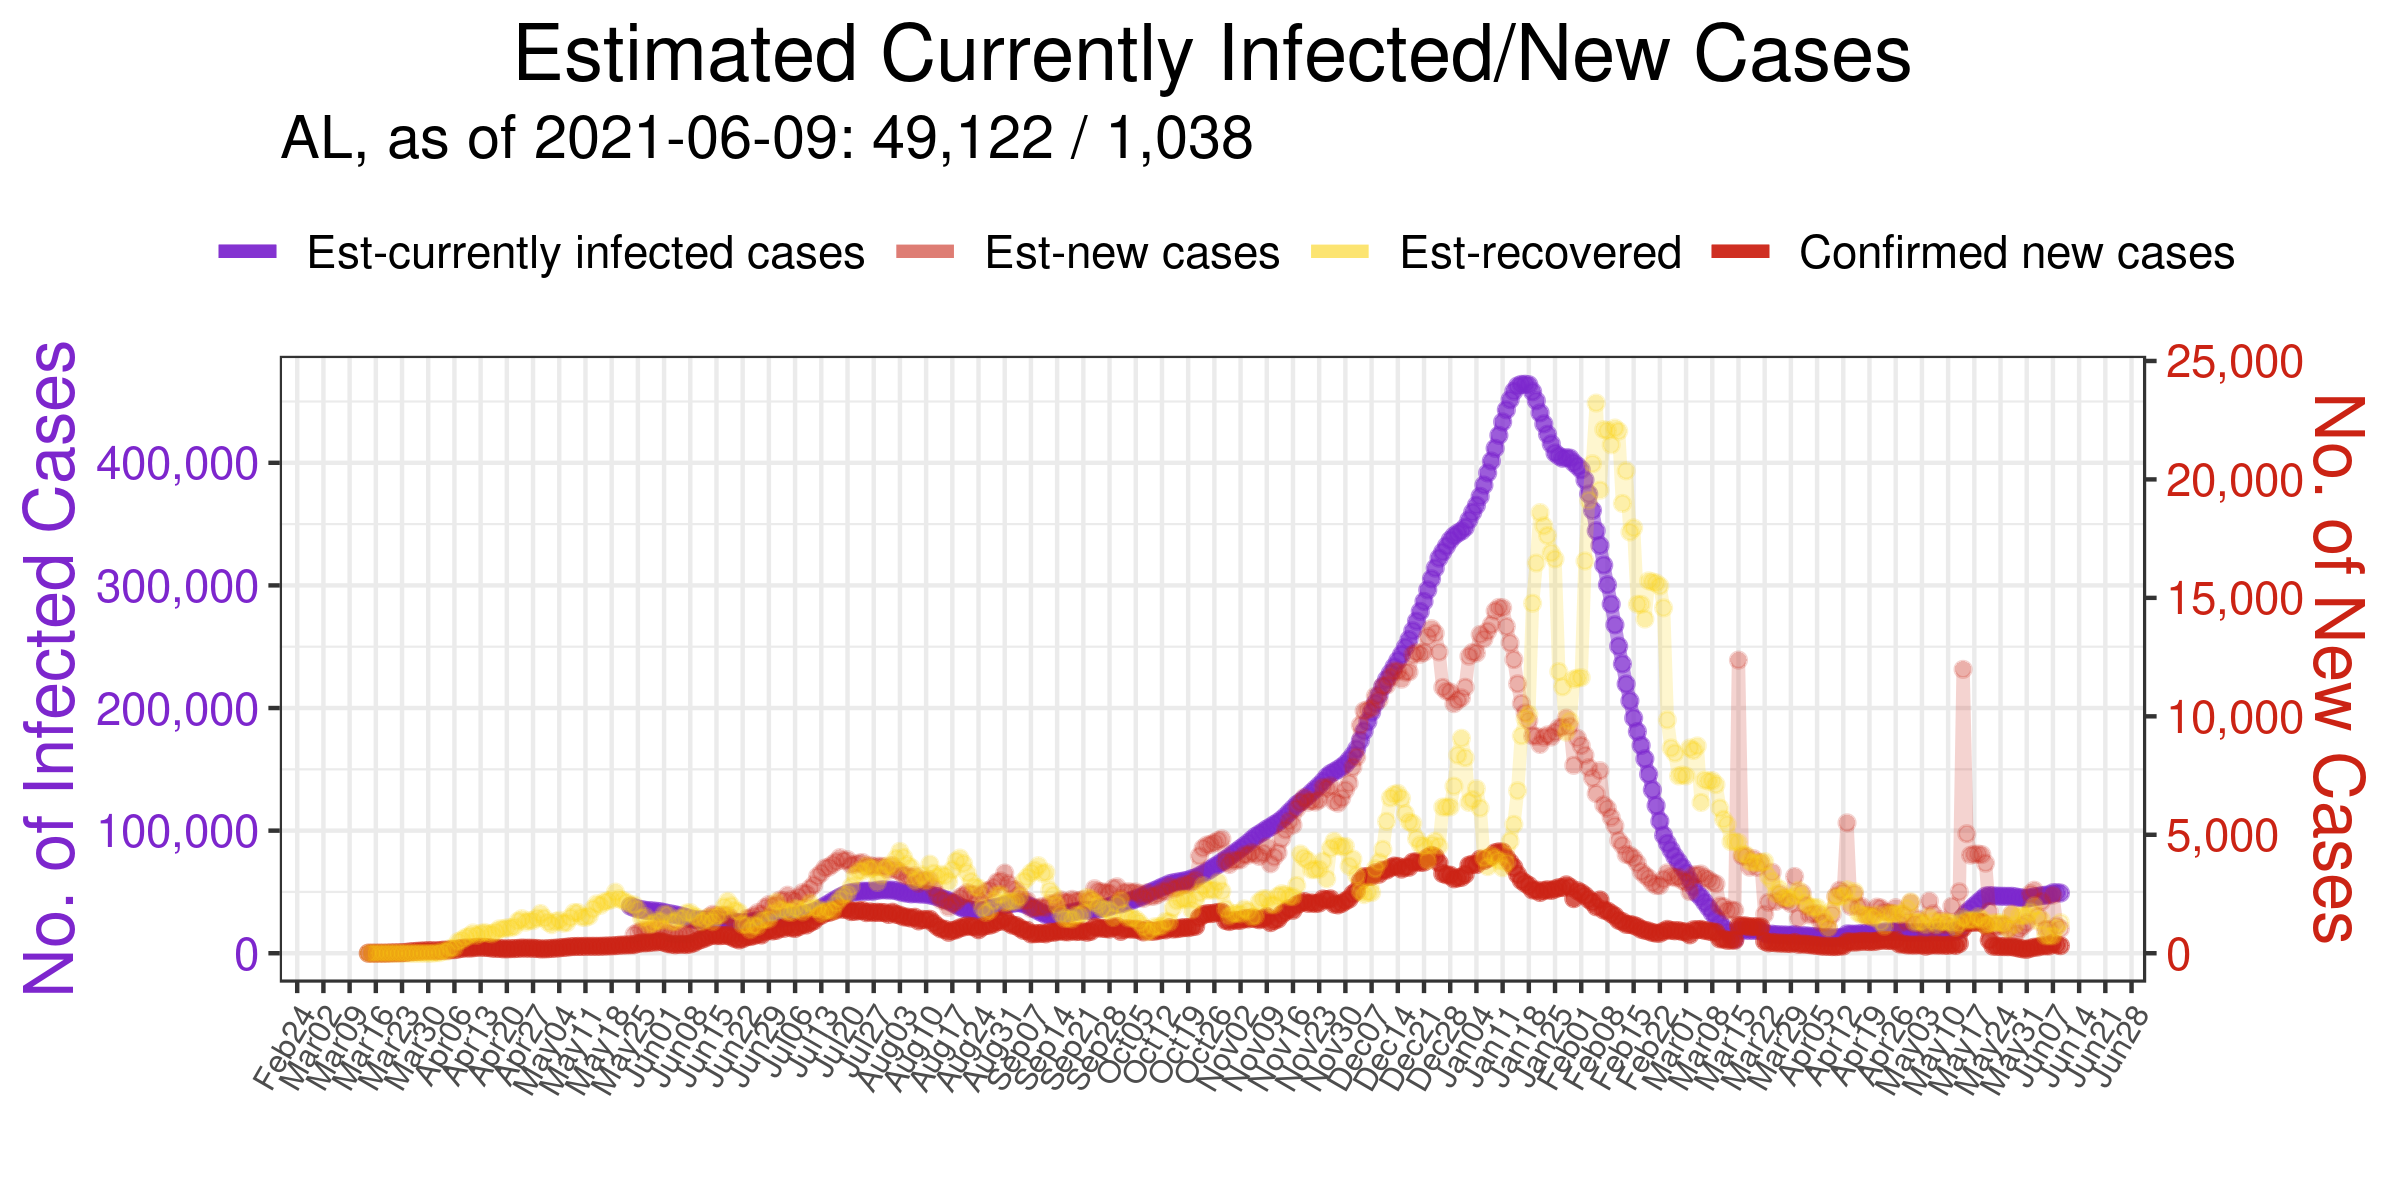 Estimated Currently Infected/New Cases
AL, as of 2021-06-09: 49,122 / 1,038
Est-currently infected cases Est-new cases Est-recovered Confirmed new cases
No. of Infected Cases
400,000
300,000
200,000
100,000
0
25,000
20,000
15,000
10,000
5,000
0
No. of New Cases
Feb24 Mar02 Mar09 Mar16 Mar23 Mar30 Apr06 Apr13 Apr20 Apr27 May04 May11 May18 May25 Jun01 Jun08 Jun15 Jun22 Jun29 Jul06 Jul13 Jul20 Jul27 Aug03 Aug10 Aug17 Aug24 Aug31 Sep07 Sep14 Sep21 Sep28 Oct05 Oct12 Oct19 Oct26 Nov02 Nov09 Nov16 Nov23 Nov30 Dec07 Dec14 Dec21 Dec28 Jan04 Jan11 Jan18 Jan25 Feb01 Feb08 Feb15 Feb22 Mar01 Mar08 Mar15 Mar22 Mar29 Apr05 Apr12 Apr19 Apr26 May03 May10 May17 May24 May31 Jun07 Jun14 Jun21 Jun28